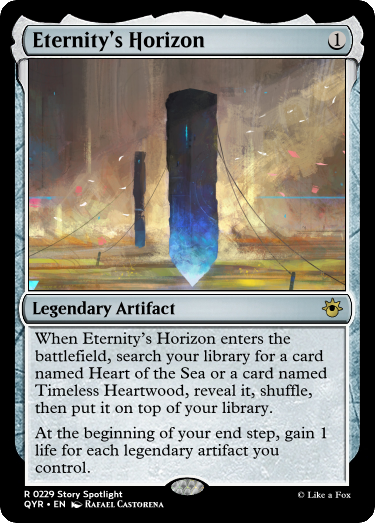 Eternity's Horizon 1
Legendary Artifact
When Eternity's Horizon enters the
battlefield, search your library for a card
named Heart of the Sea or a card named
Timeless Heartwood, reveal it, shuffle,
then put it on top of your library.
At the beginning of your end step, gain 1
life for each legendary artifact you
control.
R 0229 Story Spotlight
QYR • EN Rafael Castorena
© Like a Fox